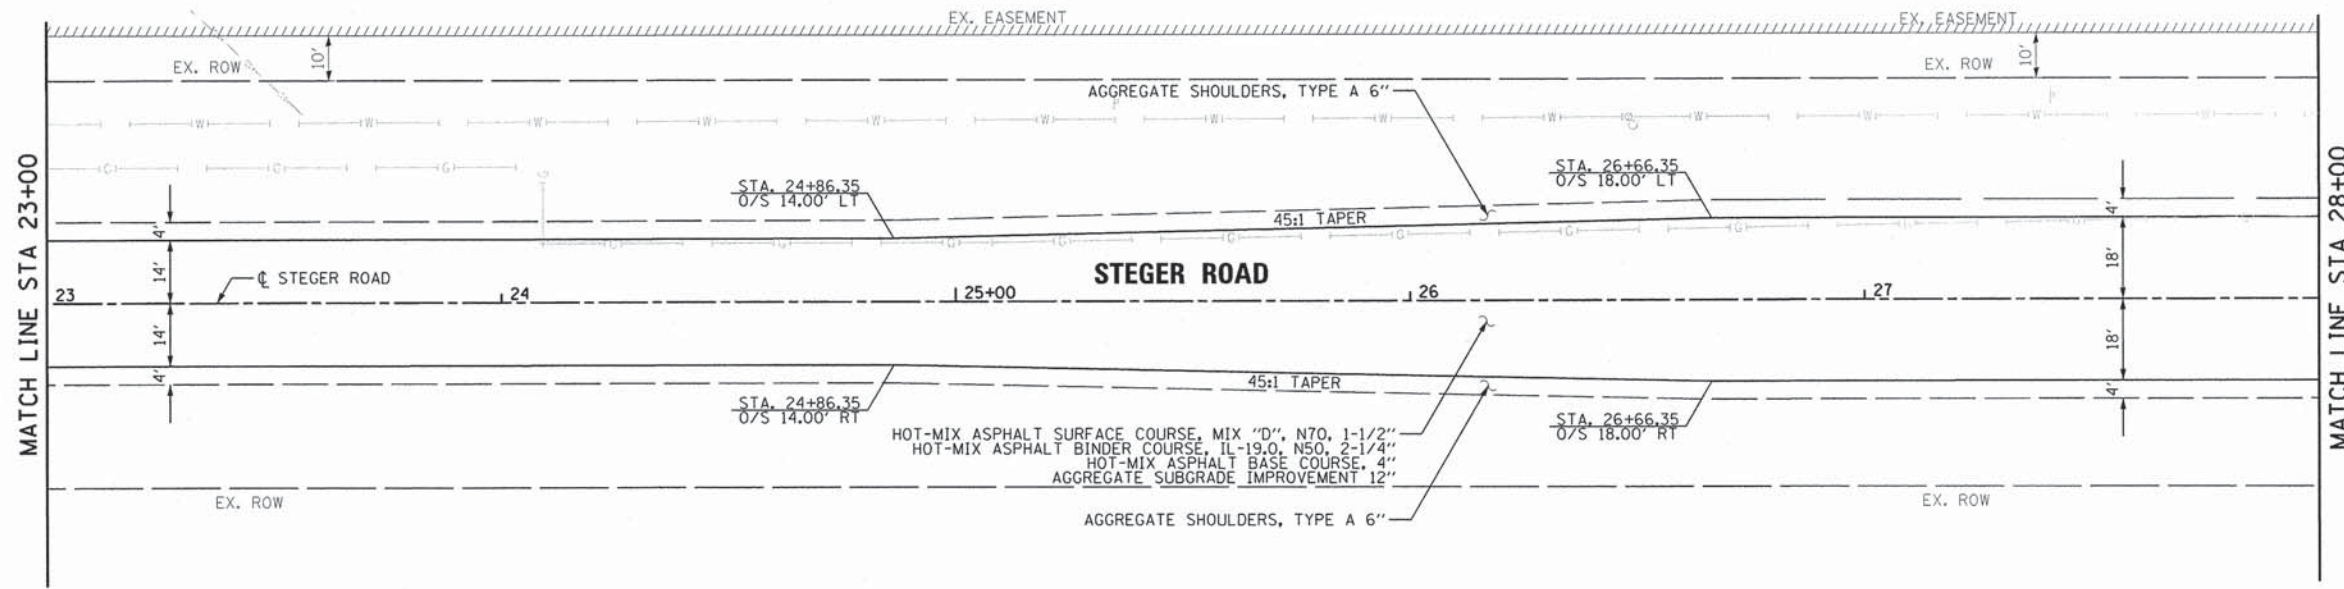 EX. EASEMENT
EX. EASEMENT
10'
10'
EX. ROW
EX. ROW
AGGREGATE SHOULDERS, TYPE A 6"
W W W W W W W W W W W W W
G G G
G
MATCH LINE STA 23+00
MATCH LINE STA 28+00
STA. 24+86.35
O/S 14.00' LT
STA. 26+66.35
O/S 18.00' LT
45:1 TAPER
4'
4'
G G G G G G G
14'
18'
℄ STEGER ROAD
STEGER ROAD
23
24
25+00
26
27
14'
18'
4'
4'
45:1 TAPER
STA. 24+86.35
O/S 14.00' RT
STA. 26+66.35
O/S 18.00' RT
HOT-MIX ASPHALT SURFACE COURSE, MIX "D", N70, 1-1/2"
HOT-MIX ASPHALT BINDER COURSE, IL-19.0, N50, 2-1/4"
HOT-MIX ASPHALT BASE COURSE, 4"
AGGREGATE SUBGRADE IMPROVEMENT 12"
EX. ROW
EX. ROW
AGGREGATE SHOULDERS, TYPE A 6"